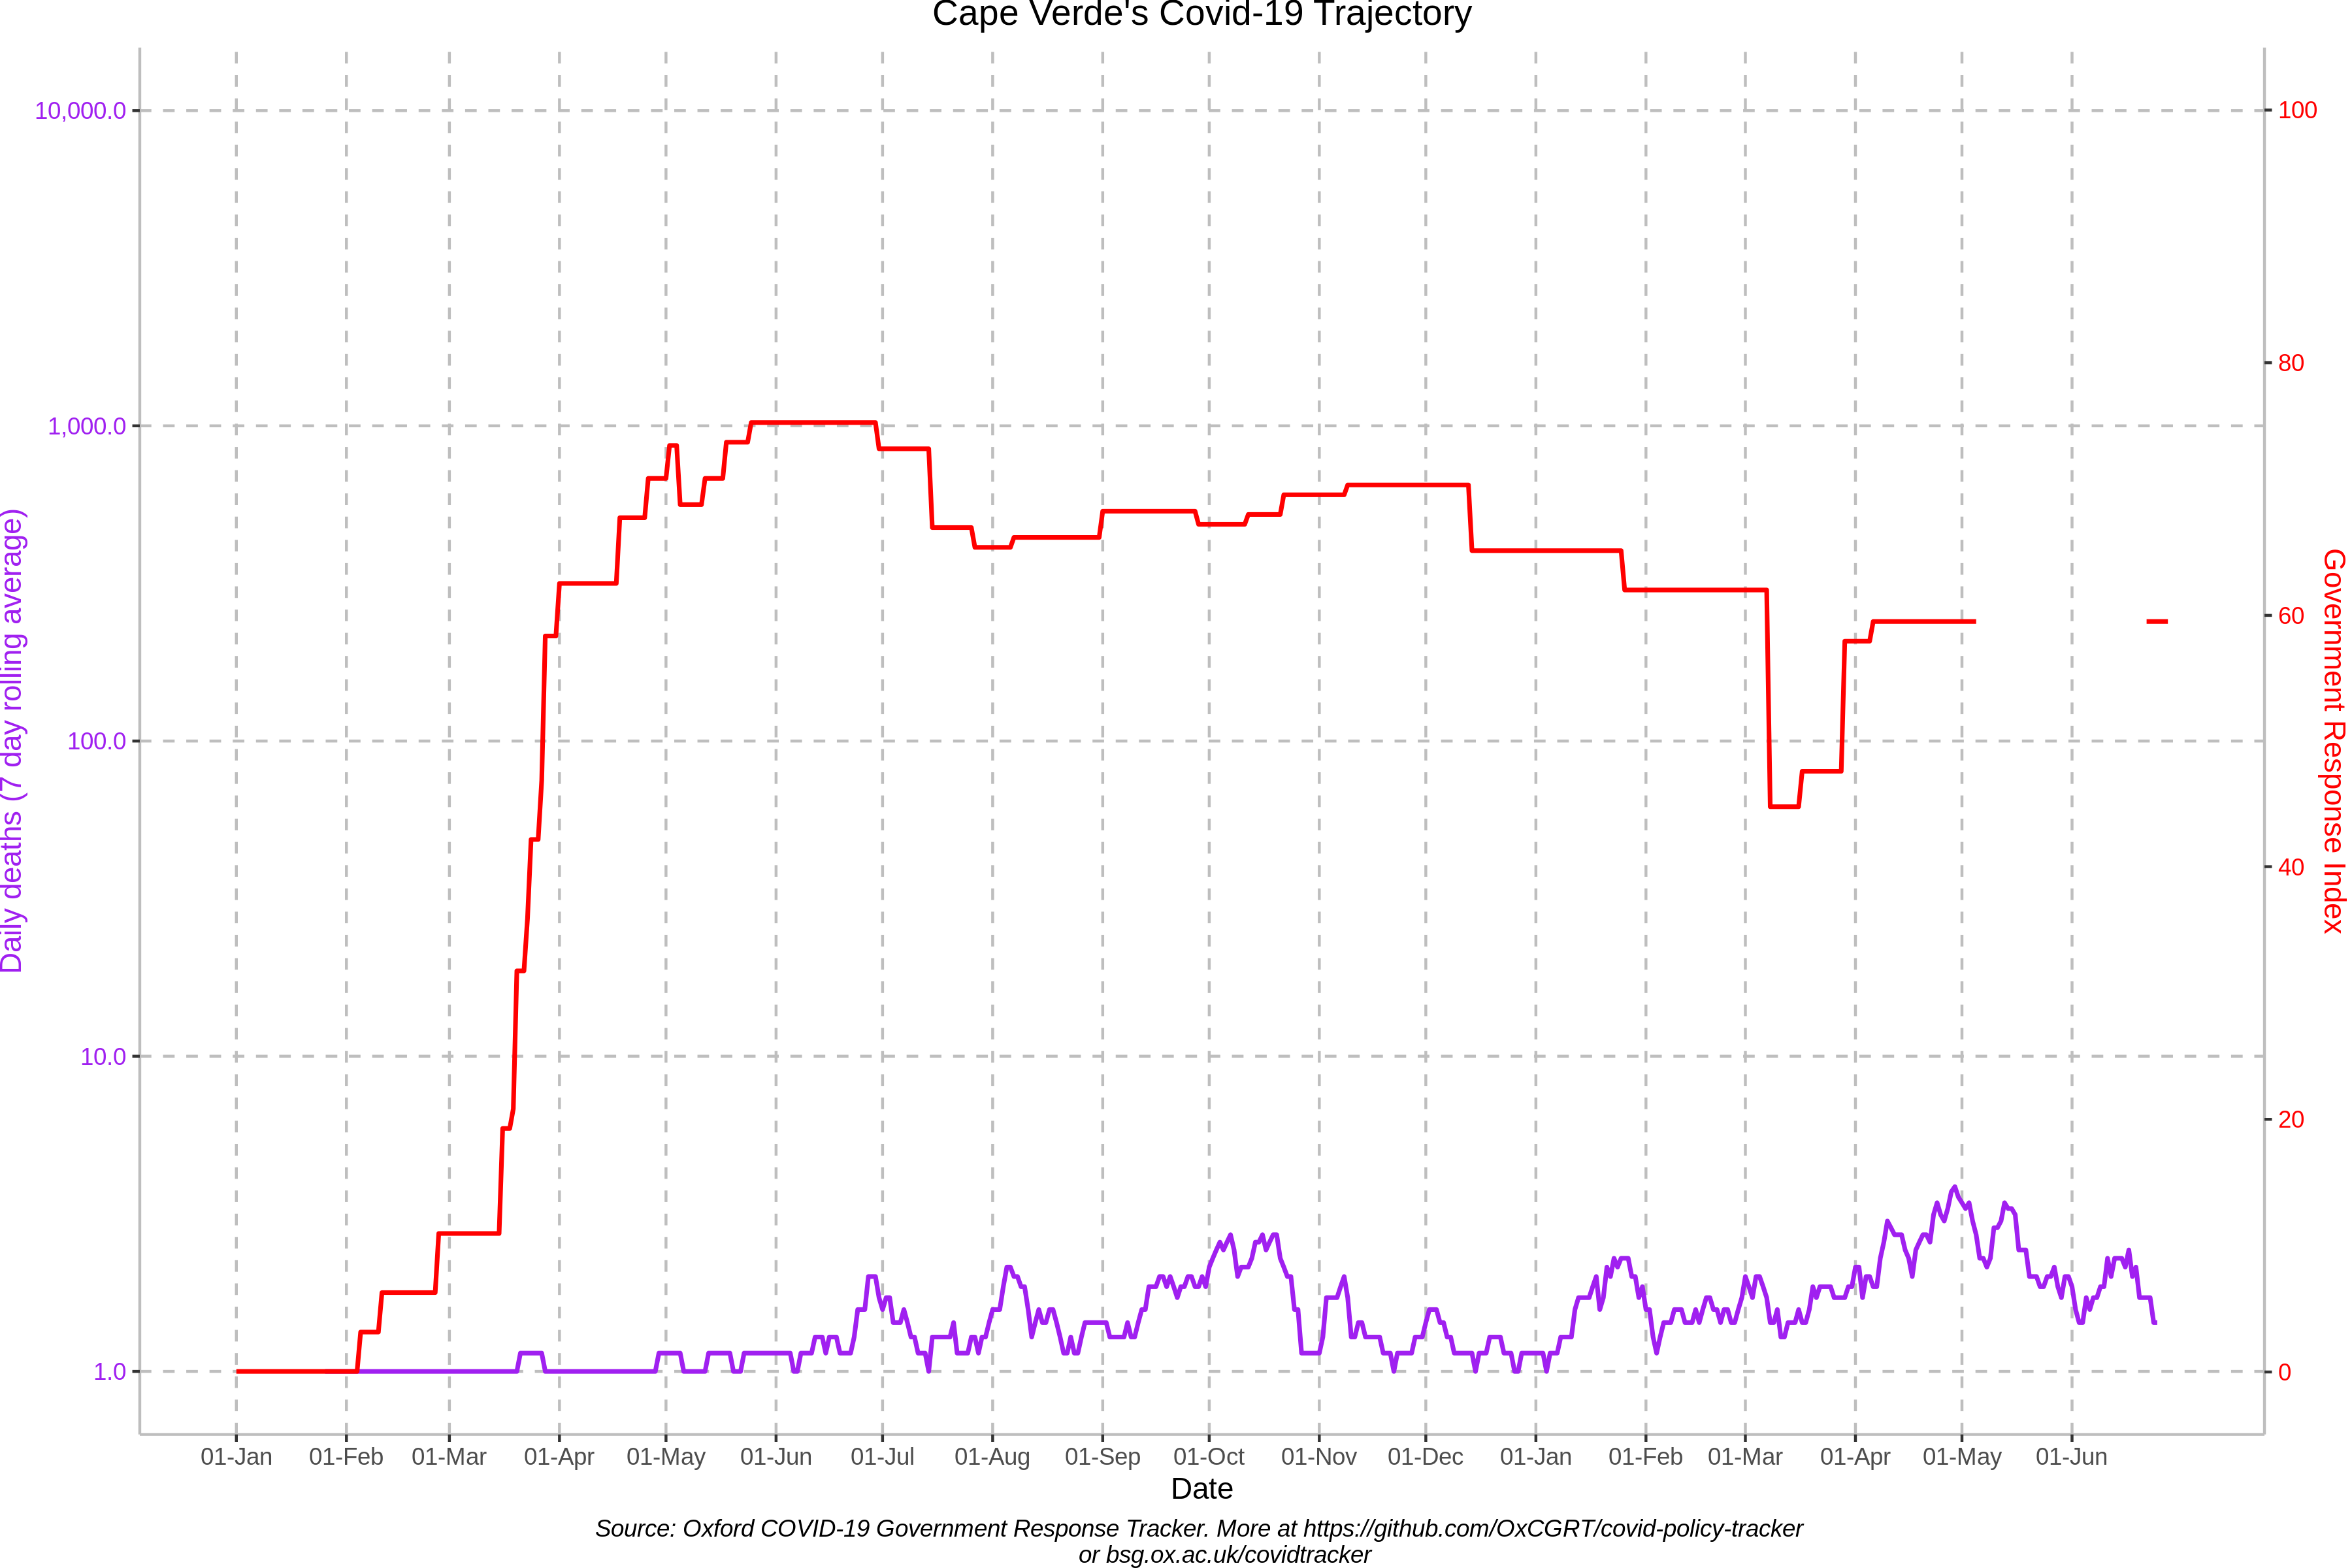 Cape Verde's Covid-19 Trajectory
10,000.0
1,000.0
100.0
10.0
1.0
Daily deaths (7 day rolling average)
100
80
60
40
20
0
Government Response Index
01-Jan 01-Feb 01-Mar 01-Apr 01-May 01-Jun 01-Jul 01-Aug 01-Sep 01-Oct 01-Nov 01-Dec 01-Jan 01-Feb 01-Mar 01-Apr 01-May 01-Jun
Date
Source: Oxford COVID-19 Government Response Tracker. More at https://github.com/OxCGRT/covid-policy-tracker
or bsg.ox.ac.uk/covidtracker